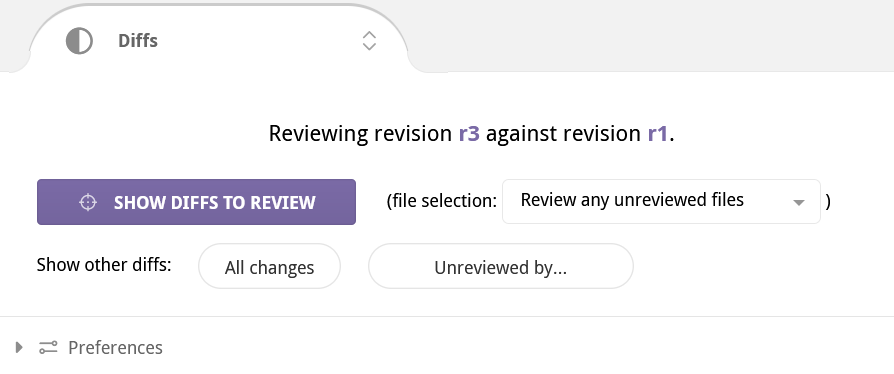 Diffs
Reviewing revision r3 against revision r1.
SHOW DIFFS TO REVIEW (file selection: Review any unreviewed files )
Show other diffs: All changes Unreviewed by...
Preferences